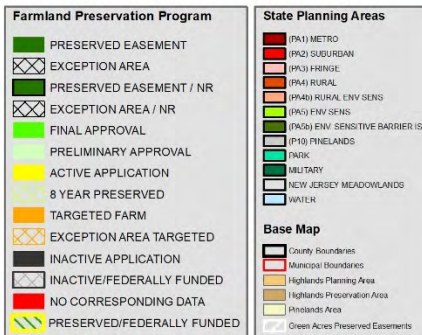 Farmland Preservation Program
PRESERVED EASEMENT
EXCEPTION AREA
PRESERVED EASEMENT / NR
EXCEPTION AREA / NR
FINAL APPROVAL
PRELIMINARY APPROVAL
ACTIVE APPLICATION
8 YEAR PRESERVED
TARGETED FARM
EXCEPTION AREA TARGETED
INACTIVE APPLICATION
INACTIVE/FEDERALLY FUNDED
NO CORRESPONDING DATA
PRESERVED/FEDERALLY FUNDED
State Planning Areas
(PA1) METRO
(PA2) SUBURBAN
(PA3) FRINGE
(PA4) RURAL
(PA4b) RURAL ENV SENS
(PA5) ENV SENS
(PA5b) ENV SENSITIVE BARRIER IS
(P10) PINELANDS
PARK
MILITARY
NEW JERSEY MEADOWLANDS
WATER
Base Map
County Boundaries
Municipal Boundaries
Highlands Planning Area
Highlands Preservation Area
Pinelands Area
Green Acres Preserved Easements